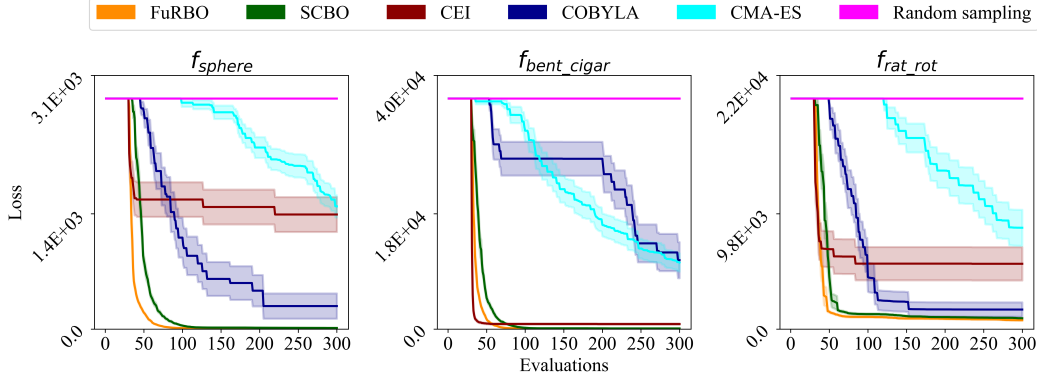 FuRBO SCBO CEI COBYLA CMA-ES Random sampling
f_sphere f_bent_cigar f_rat_rot
3.1E+03 4.0E+04 2.2E+04
Loss
1.4E+03 1.8E+04 9.8E+03
0.0 0.0 0.0
0 50 100 150 200 250 300 0 50 100 150 200 250 300 0 50 100 150 200 250 300
Evaluations